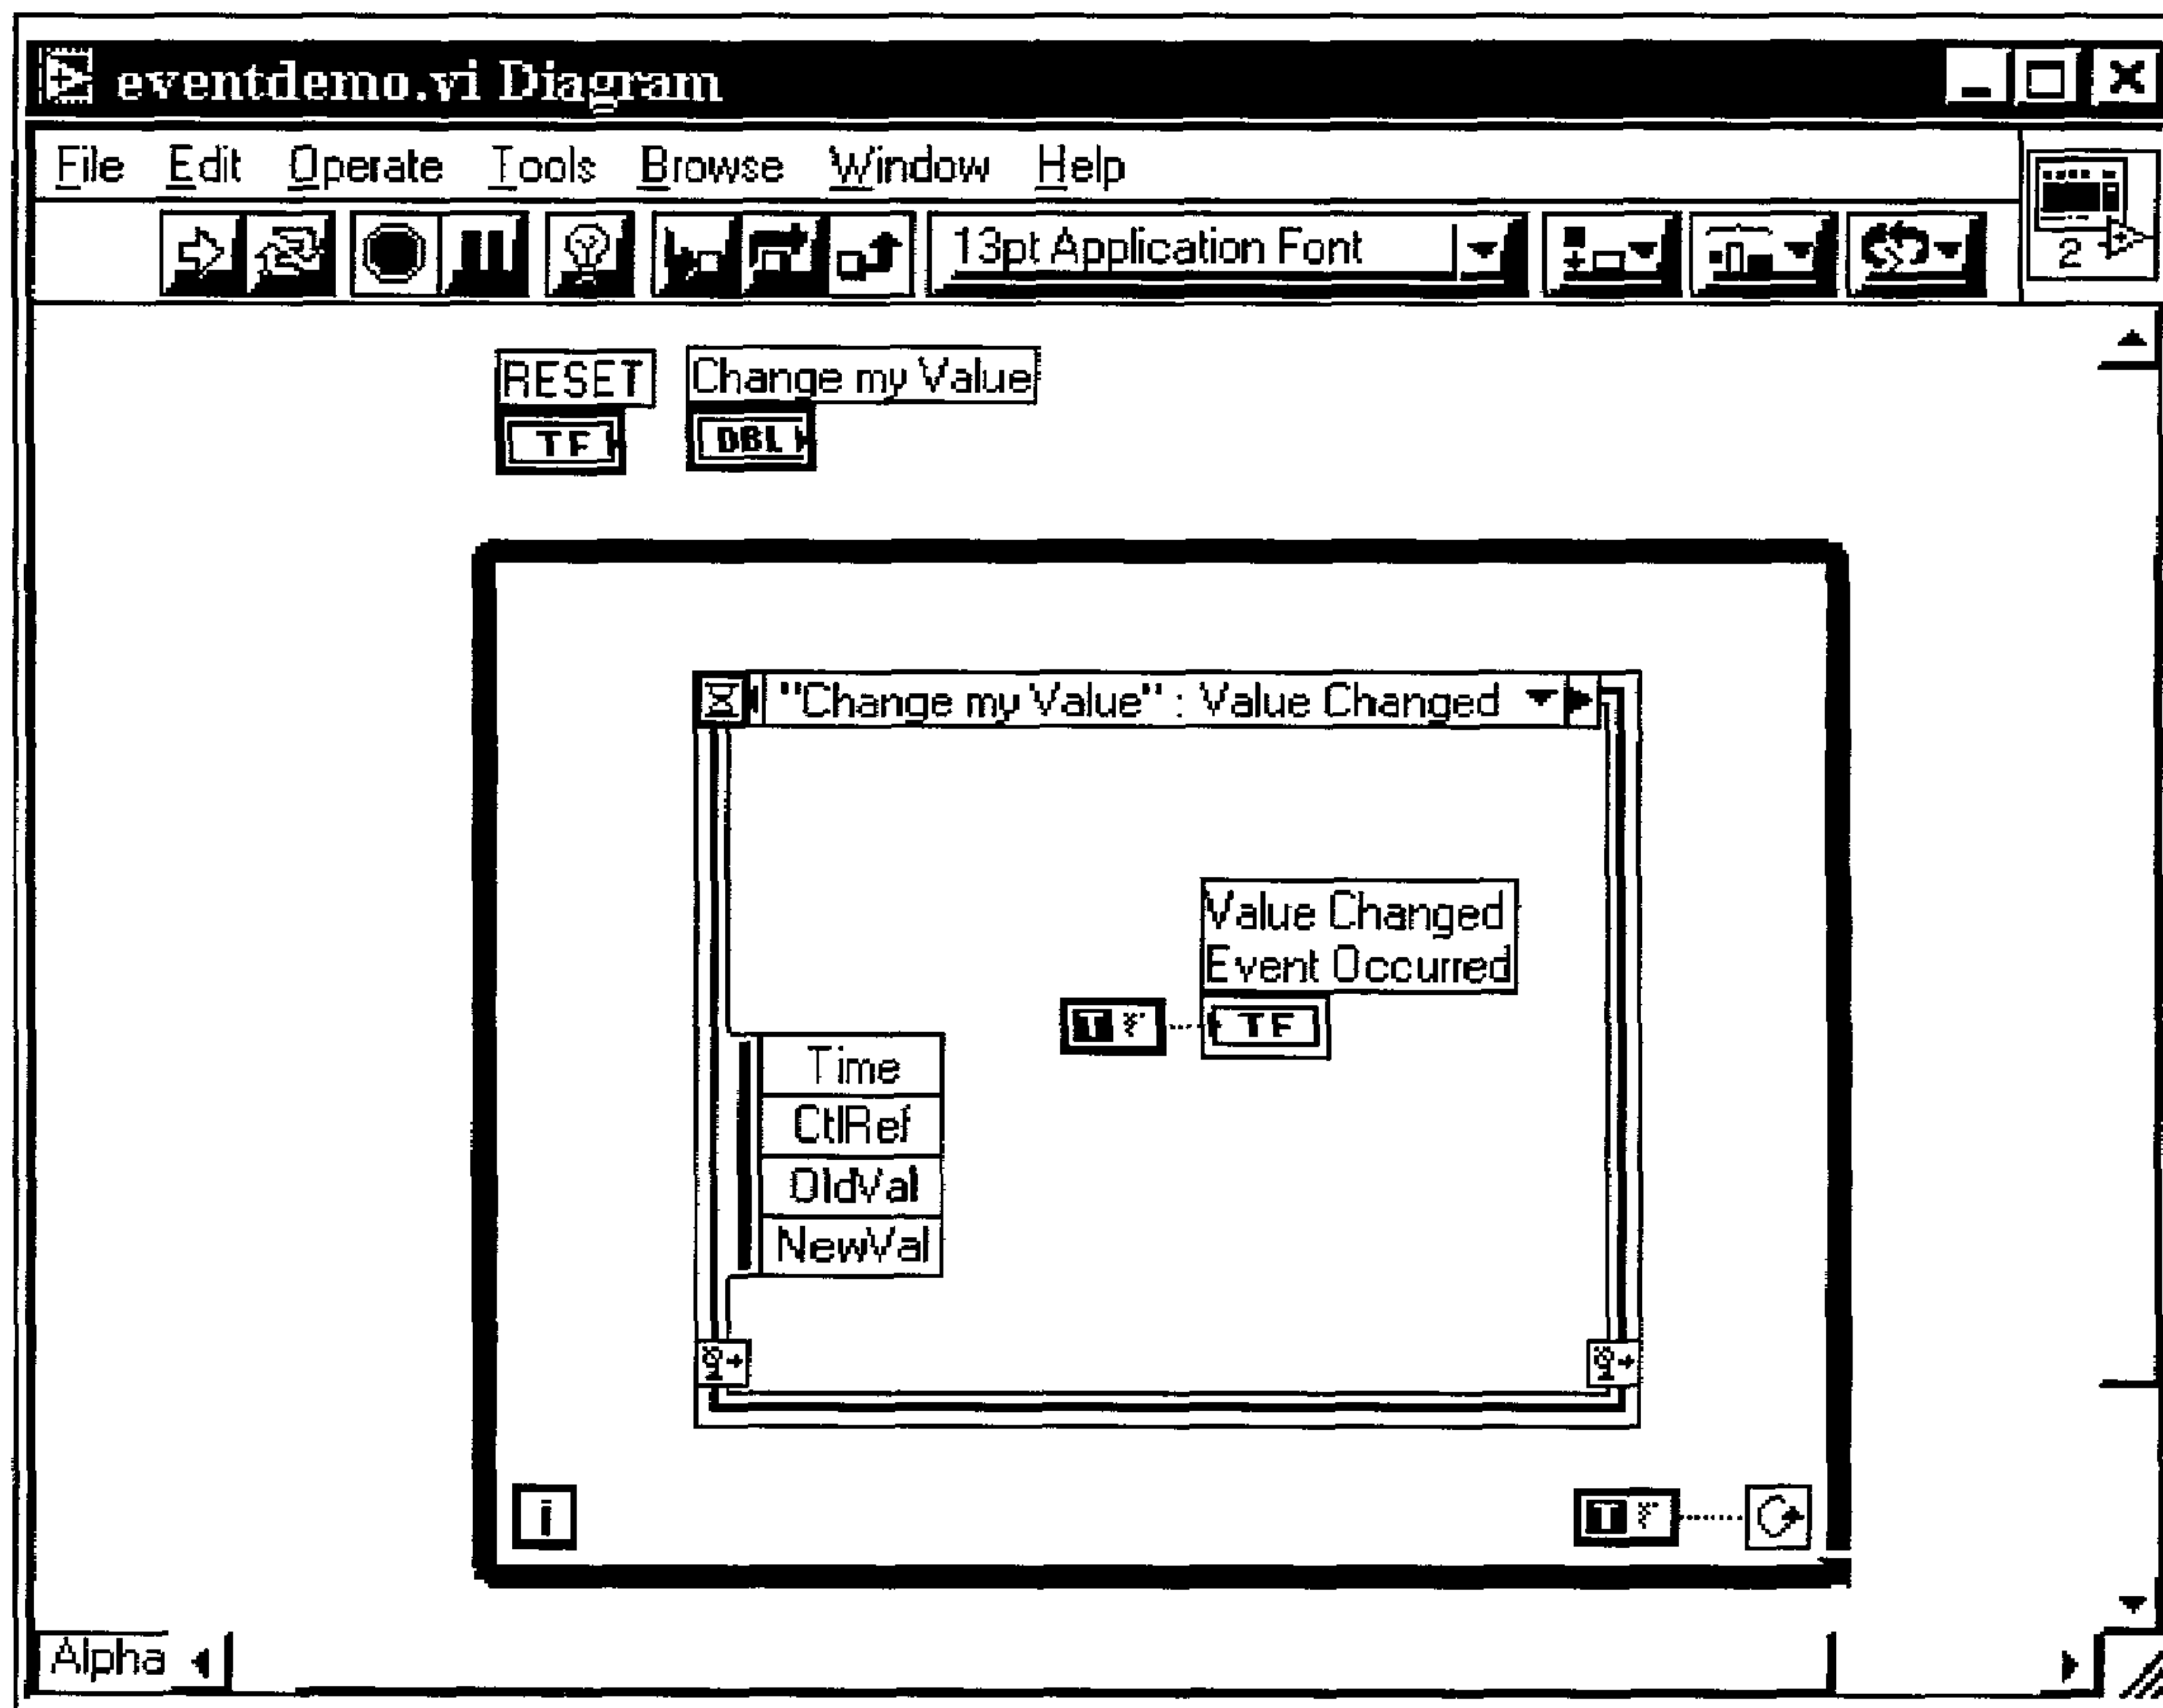 eventdemo.vi Diagram
File Edit Operate Tools Browse Window Help
13pt Application Font
2
RESET Change my Value
TF DBL
"Change my Value" : Value Changed
Value Changed
Event Occurred
T TF
Time
CtlRef
OldVal
NewVal
i T
Alpha